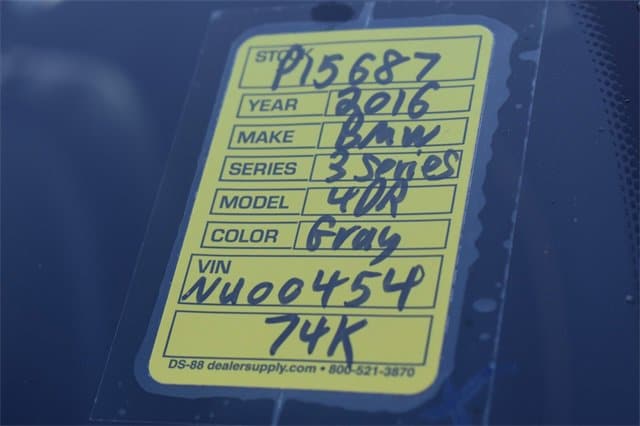 STOCK P15687
YEAR 2016
MAKE BMW
SERIES 3 Series
MODEL 4DR
COLOR Gray
VIN
NU00454
74K
DS-88 dealersupply.com • 800-521-3870